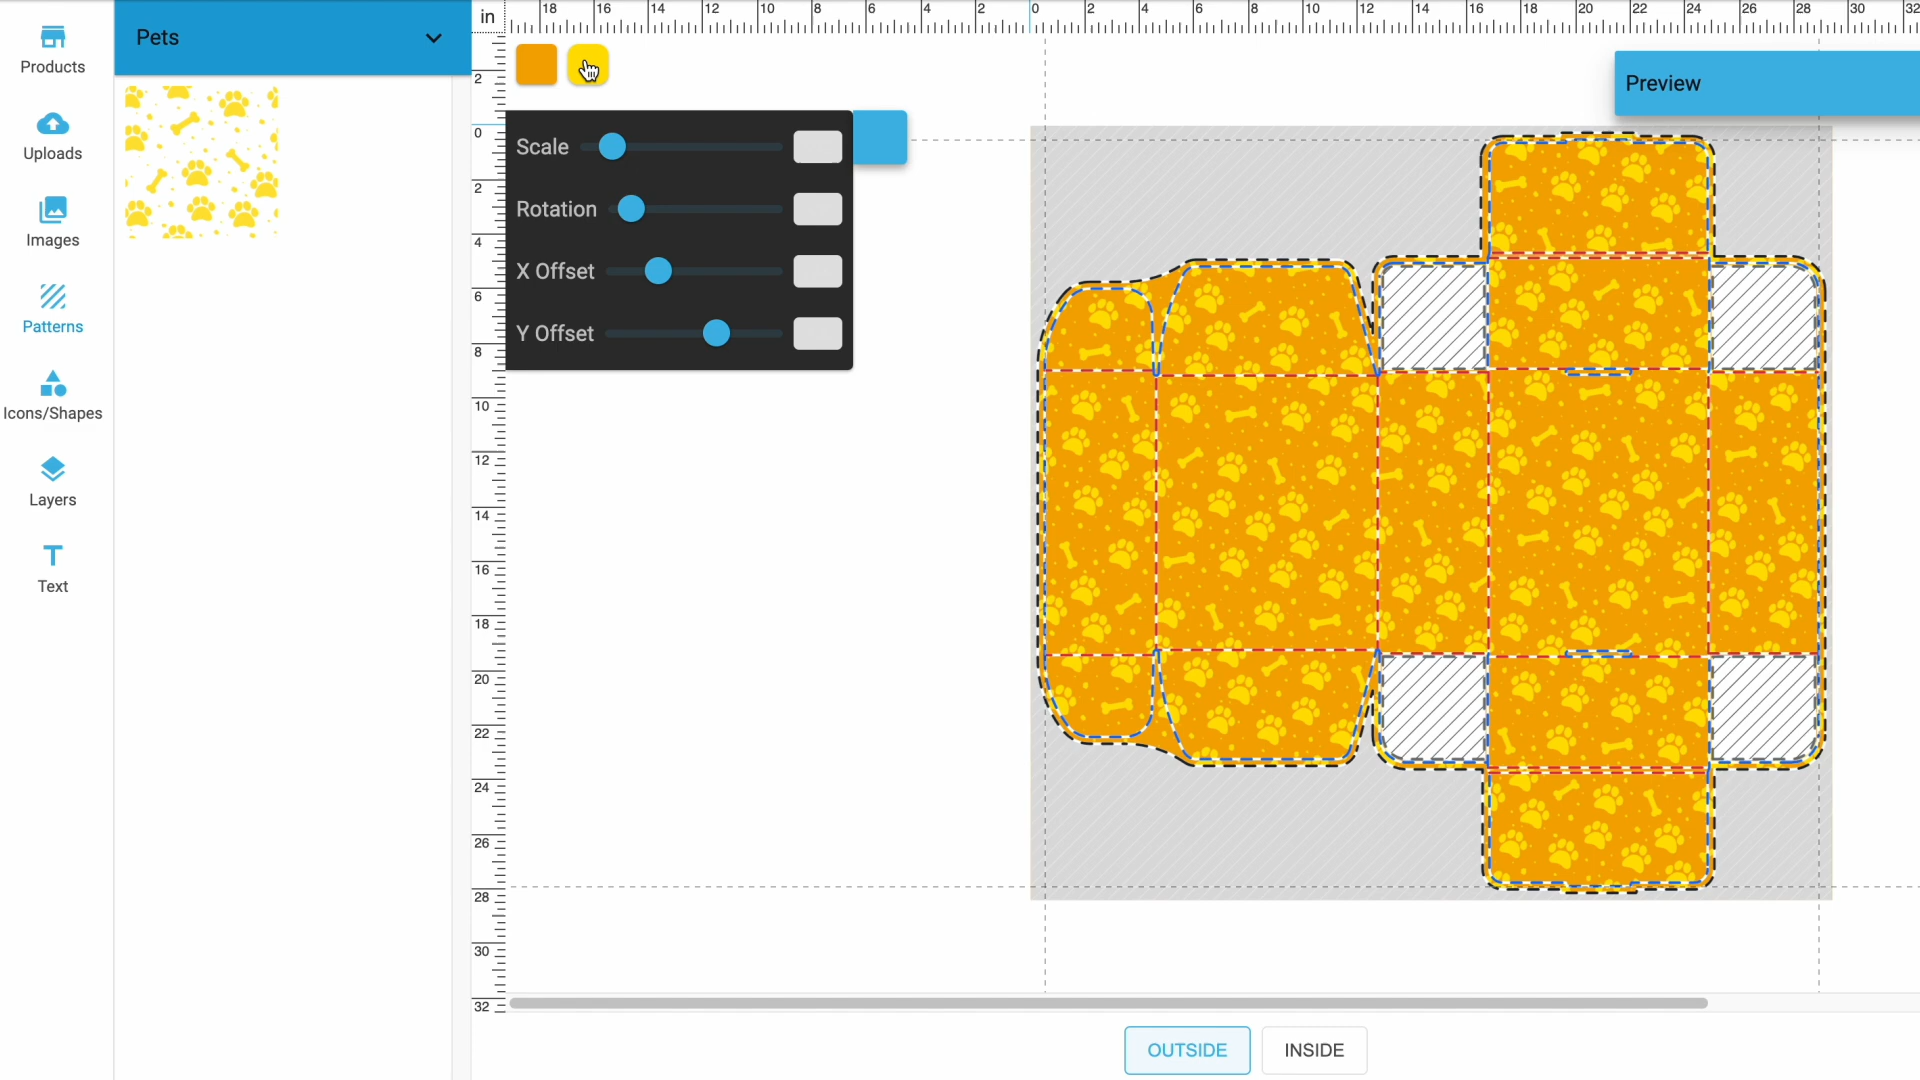 Products
Uploads
Images
Patterns
Icons/Shapes
Layers
Text
Pets
in
18 16 14 12 10 8 6 4 2 0 2 4 6 8 10 12 14 16 18 20 22 24 26 28 30 32
2
0
2
4
6
8
10
12
14
16
18
20
22
24
26
28
30
32
Scale
Rotation
X Offset
Y Offset
Preview
OUTSIDE
INSIDE